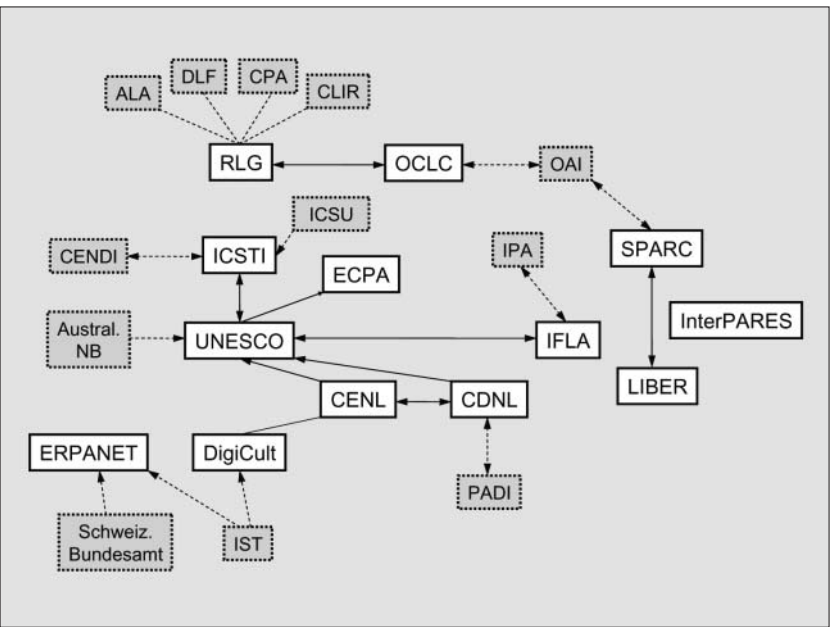 DLF
CPA
ALA
CLIR
RLG
OCLC
OAI
ICSU
CENDI
ICSTI
IPA
SPARC
ECPA
Austral.
NB
UNESCO
IFLA
InterPARES
CENL
CDNL
LIBER
ERPANET
DigiCult
PADI
Schweiz.
Bundesamt
IST